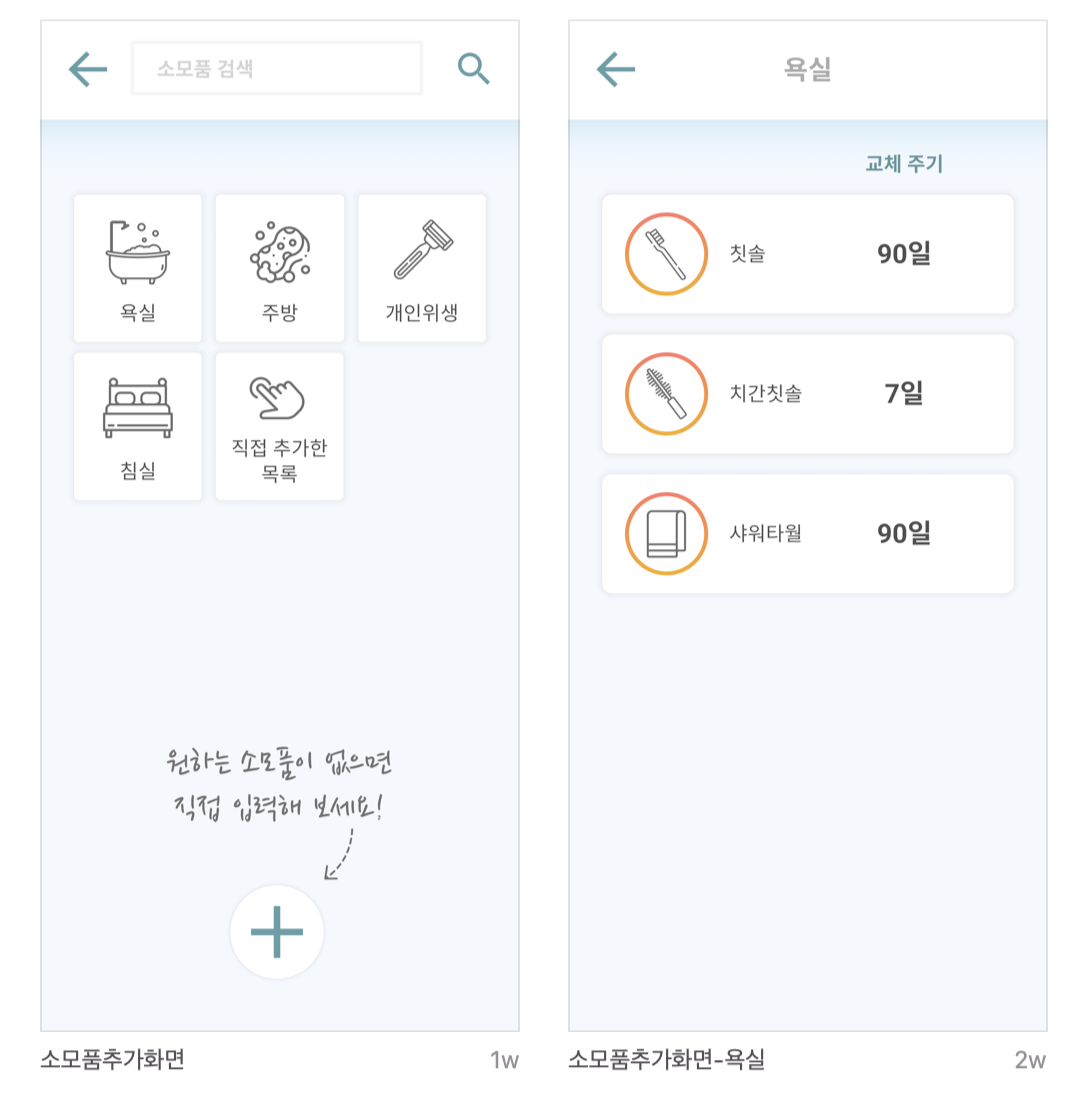 소모품 검색
욕실
주방
개인위생
침실
직접 추가한
목록
원하는 소모품이 없으면
직접 입력해 보세요!
소모품추가화면
1w
욕실
교체 주기
칫솔
90일
치간칫솔
7일
샤워타월
90일
소모품추가화면-욕실
2w